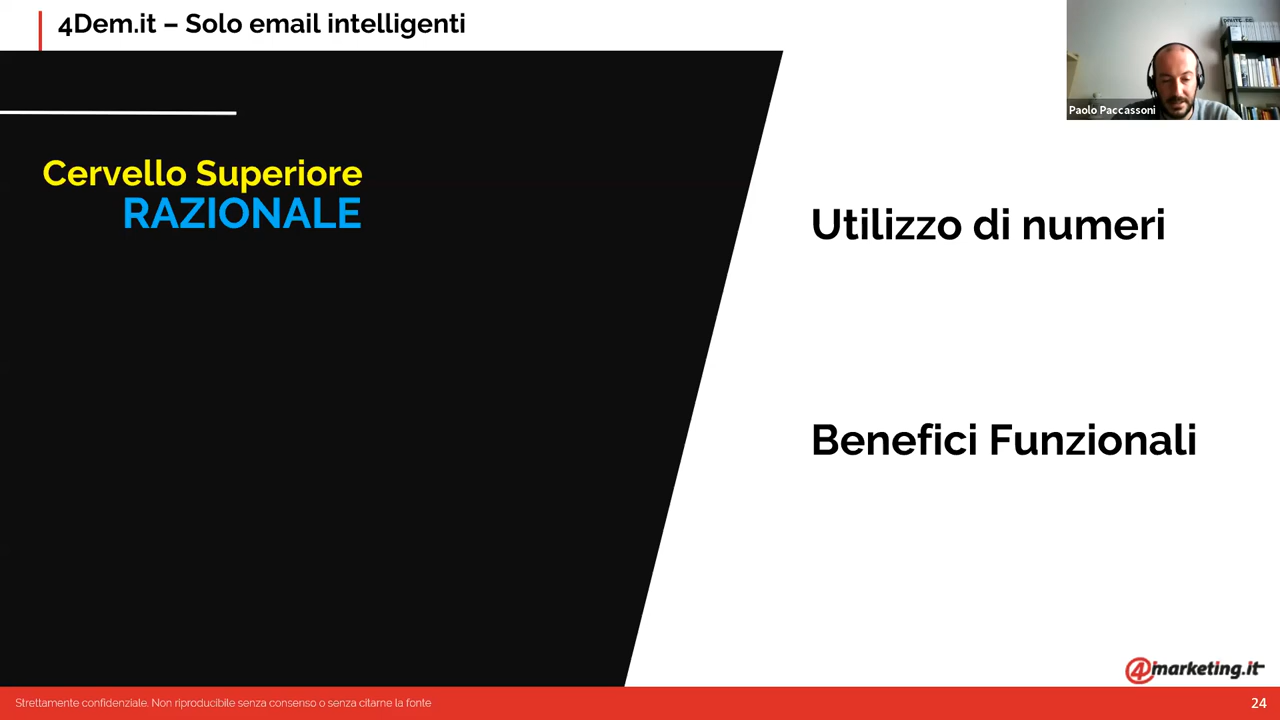 4Dem.it – Solo email intelligenti
Paolo Paccassoni
Cervello Superiore
RAZIONALE
Utilizzo di numeri
Benefici Funzionali
4marketing.it
Strettamente confidenziale. Non riproducibile senza consenso o senza citarne la fonte
24